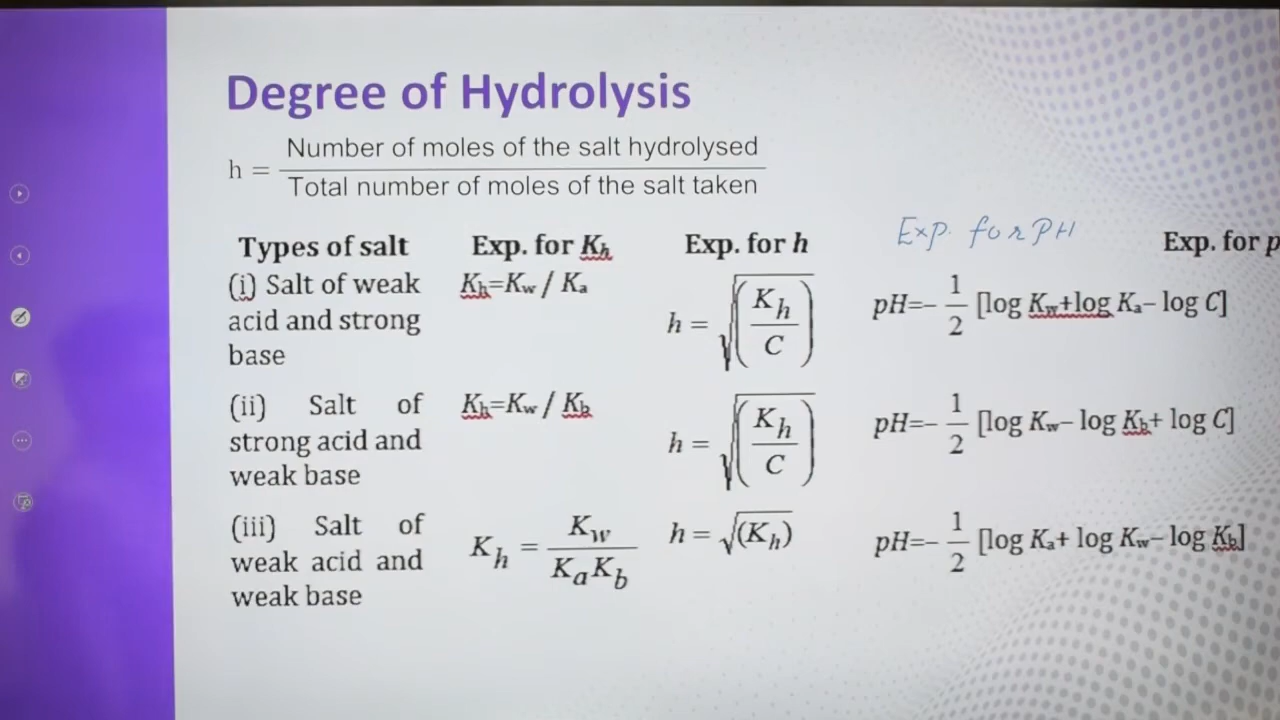 Degree of Hydrolysis
h = Number of moles of the salt hydrolysed / Total number of moles of the salt taken
Exp. for PH
Types of salt Exp. for Kₕ Exp. for h Exp. for p
(i) Salt of weak acid and strong base Kₕ=K𝓌 / Kₐ h = √(Kₕ/C) pH=– 1/2 [log K𝓌+log Kₐ– log C]
(ii) Salt of strong acid and weak base Kₕ=K𝓌 / K_b h = √(Kₕ/C) pH=– 1/2 [log K𝓌– log K_b+ log C]
(iii) Salt of weak acid and weak base Kₕ = K𝓌 / KₐK_b h = √(Kₕ) pH=– 1/2 [log Kₐ+ log K𝓌– log K_b]